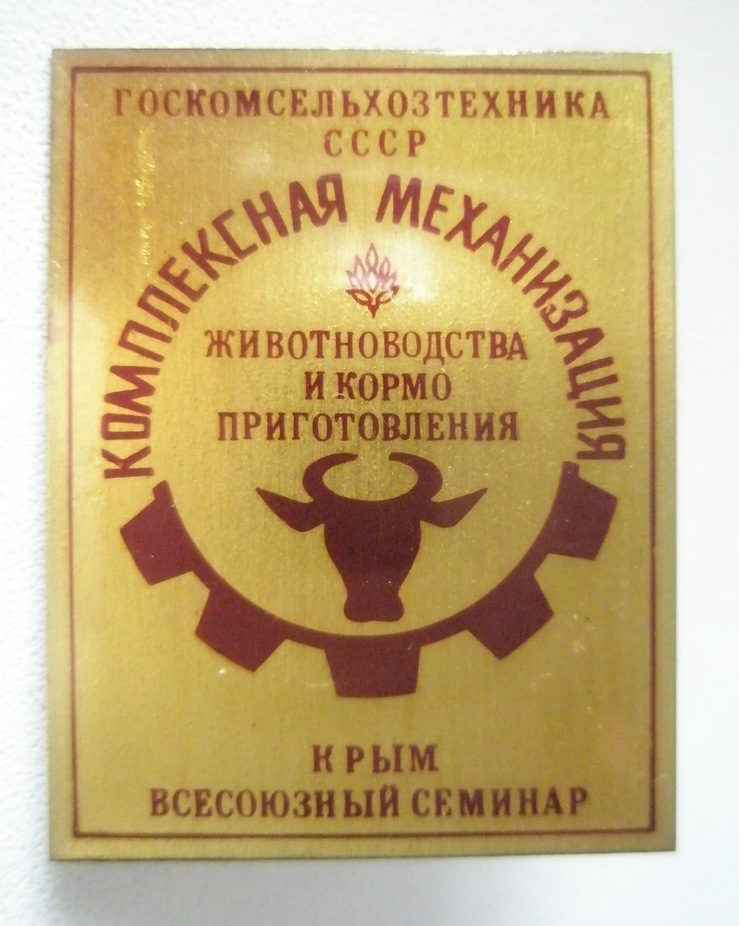 ГОСКОМСЕЛЬХОЗТЕХНИКА
СССР
КОМПЛЕКСНАЯ МЕХАНИЗАЦИЯ
ЖИВОТНОВОДСТВА
И КОРМО
ПРИГОТОВЛЕНИЯ
КРЫМ
ВСЕСОЮЗНЫЙ СЕМИНАР